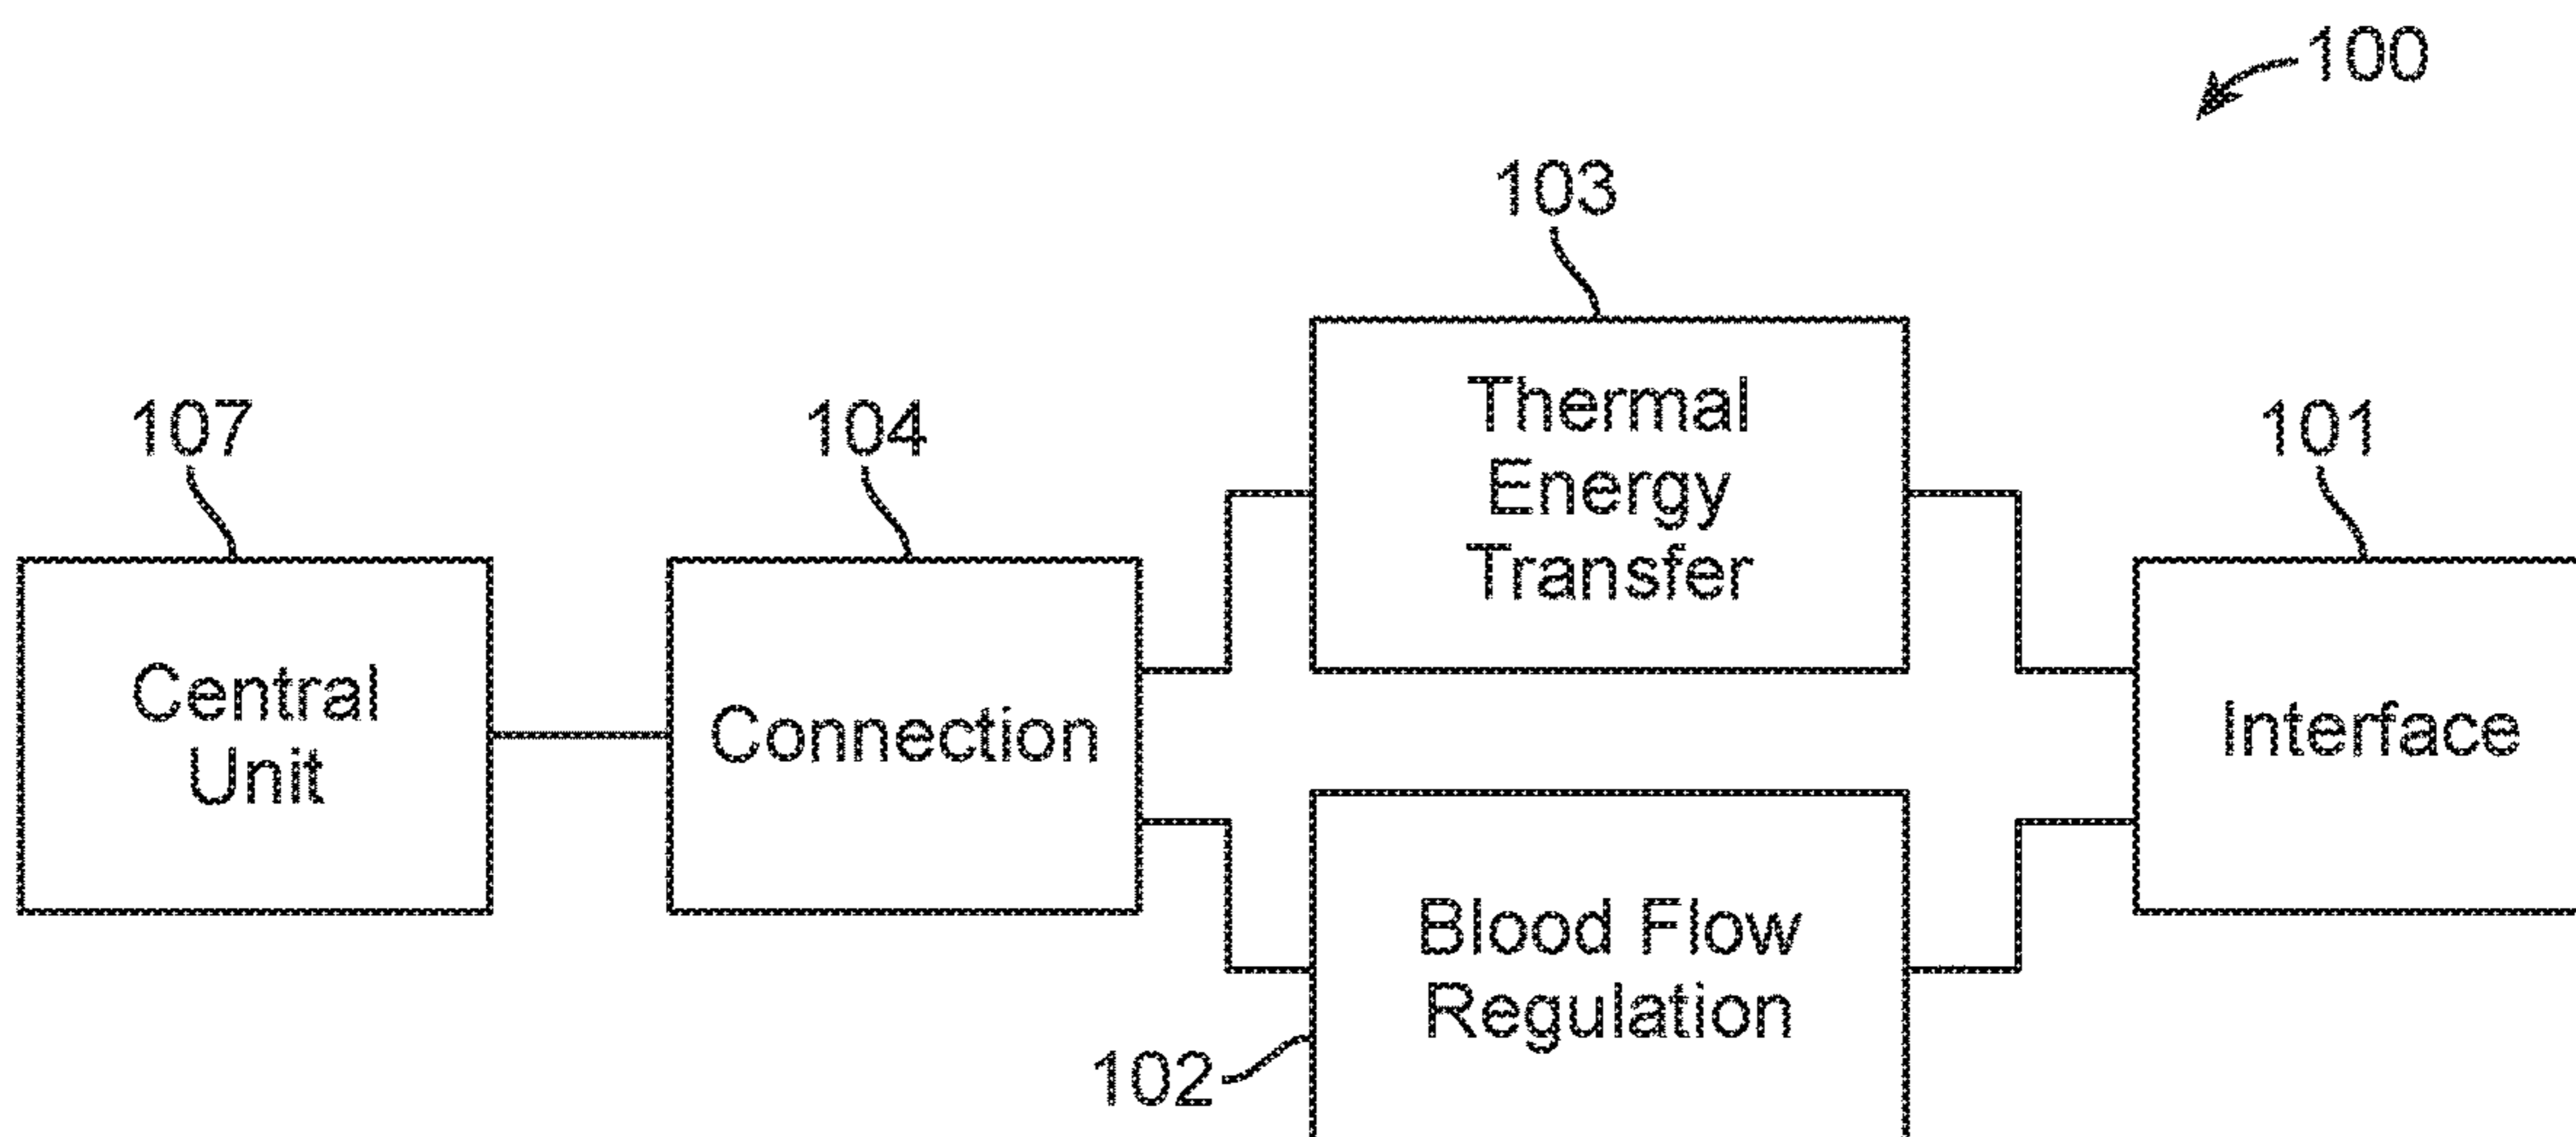 100
103
Thermal
Energy
Transfer
107
104
101
Central
Unit
Connection
Interface
Blood Flow
Regulation
102